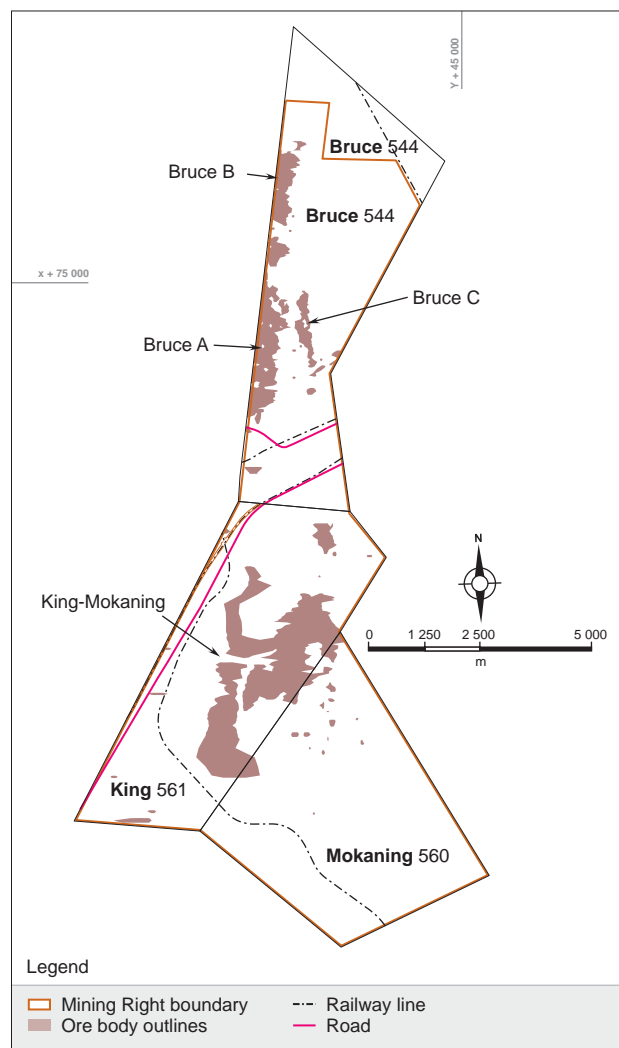 Y + 45 000
Bruce 544
Bruce B
Bruce 544
x + 75 000
Bruce C
Bruce A
N
King-Mokaning
0 1 250 2 500 5 000
m
King 561
Mokaning 560
Legend
Mining Right boundary
Railway line
Ore body outlines
Road